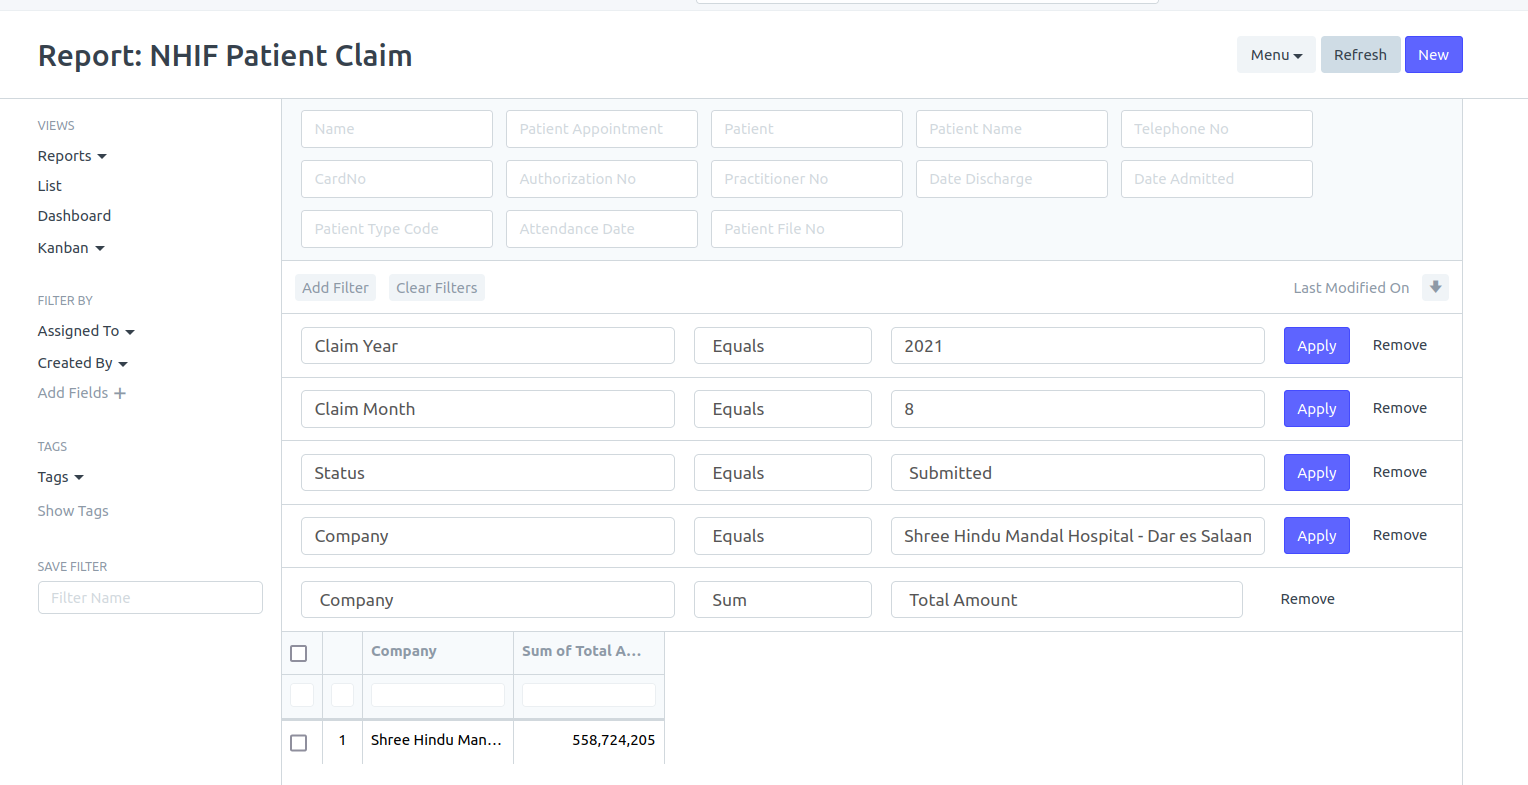 Report: NHIF Patient Claim
Menu Refresh New
VIEWS
Reports
List
Dashboard
Kanban
FILTER BY
Assigned To
Created By
Add Fields +
TAGS
Tags
Show Tags
SAVE FILTER
Filter Name
Name Patient Appointment Patient Patient Name Telephone No
CardNo Authorization No Practitioner No Date Discharge Date Admitted
Patient Type Code Attendance Date Patient File No
Add Filter Clear Filters Last Modified On
Claim Year Equals 2021 Apply Remove
Claim Month Equals 8 Apply Remove
Status Equals Submitted Apply Remove
Company Equals Shree Hindu Mandal Hospital - Dar es Salaan Apply Remove
Company Sum Total Amount Remove
Company Sum of Total A...
1 Shree Hindu Man... 558,724,205